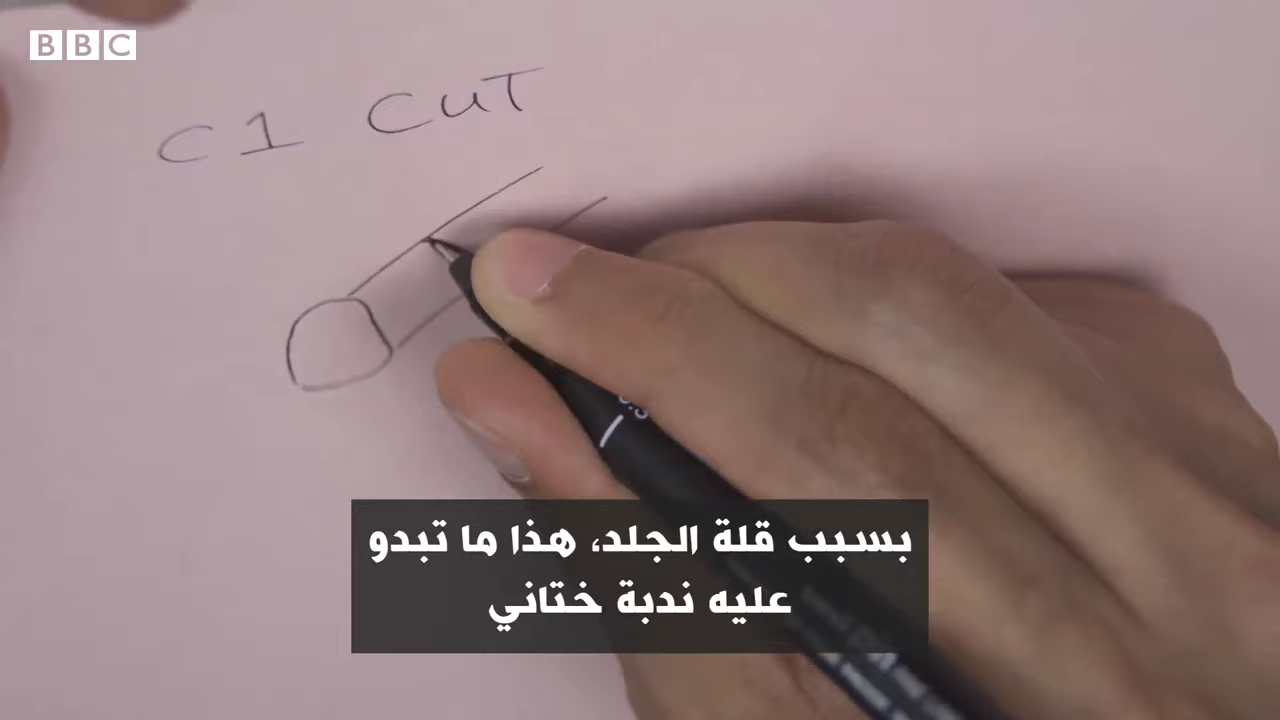 BBC
C1 CUT
بسبب قلة الجلد، هذا ما تبدو
عليه ندبة ختاني